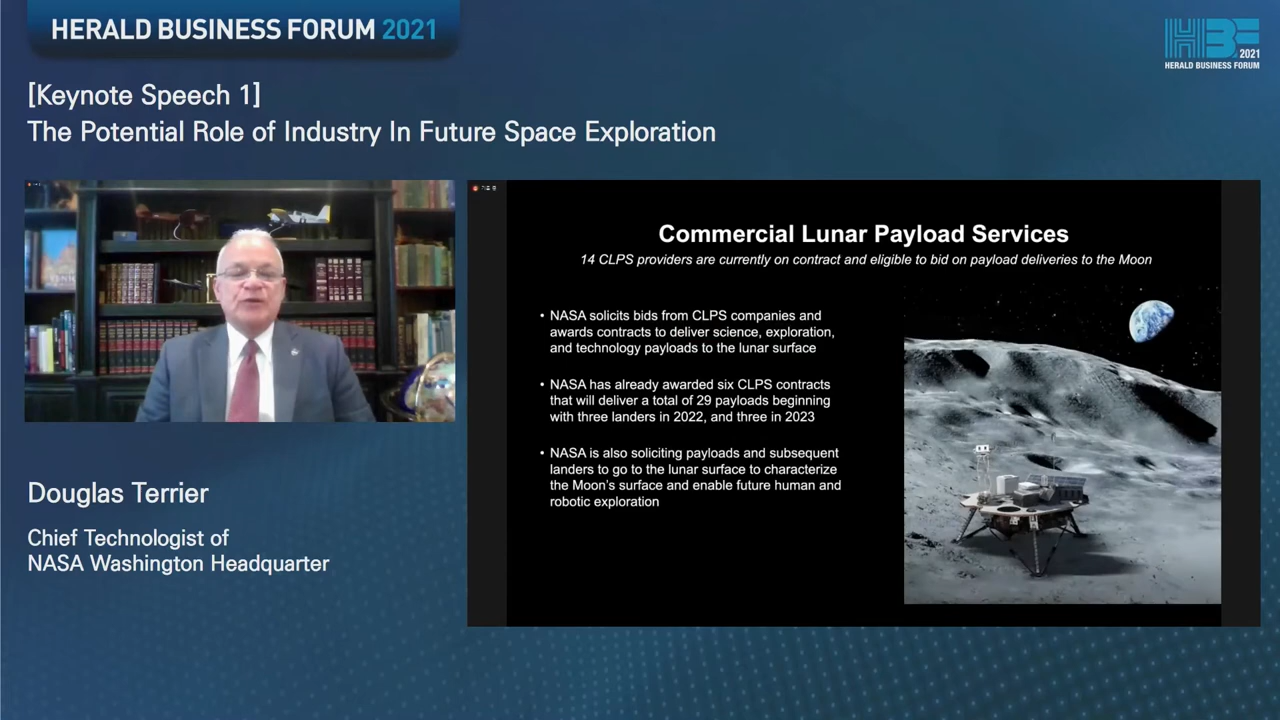 HERALD BUSINESS FORUM 2021
HBF
2021
HERALD BUSINESS FORUM
[Keynote Speech 1]
The Potential Role of Industry In Future Space Exploration
Commercial Lunar Payload Services
14 CLPS providers are currently on contract and eligible to bid on payload deliveries to the Moon
• NASA solicits bids from CLPS companies and
awards contracts to deliver science, exploration,
and technology payloads to the lunar surface
• NASA has already awarded six CLPS contracts
that will deliver a total of 29 payloads beginning
with three landers in 2022, and three in 2023
• NASA is also soliciting payloads and subsequent
landers to go to the lunar surface to characterize
the Moon's surface and enable future human and
robotic exploration
Douglas Terrier
Chief Technologist of
NASA Washington Headquarter